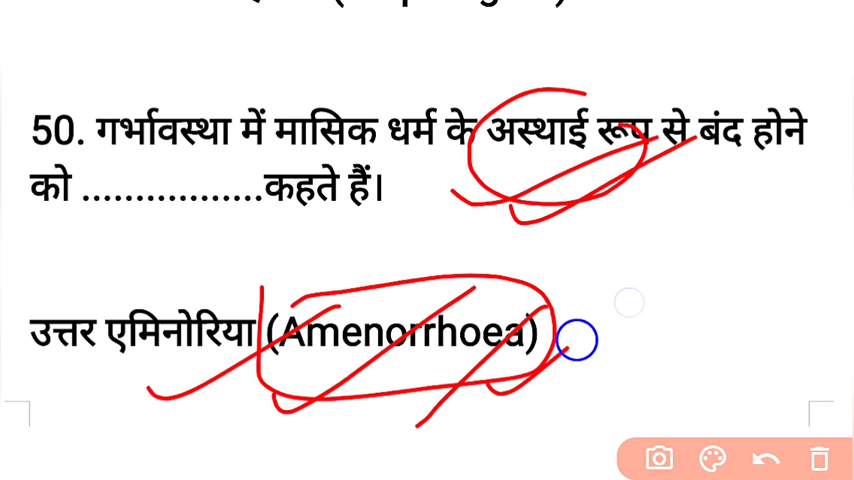 50. गर्भावस्था में मासिक धर्म के अस्थाई रूप से बंद होने
को .................कहते हैं।
उत्तर एमिनोरिया (Amenorrhoea)